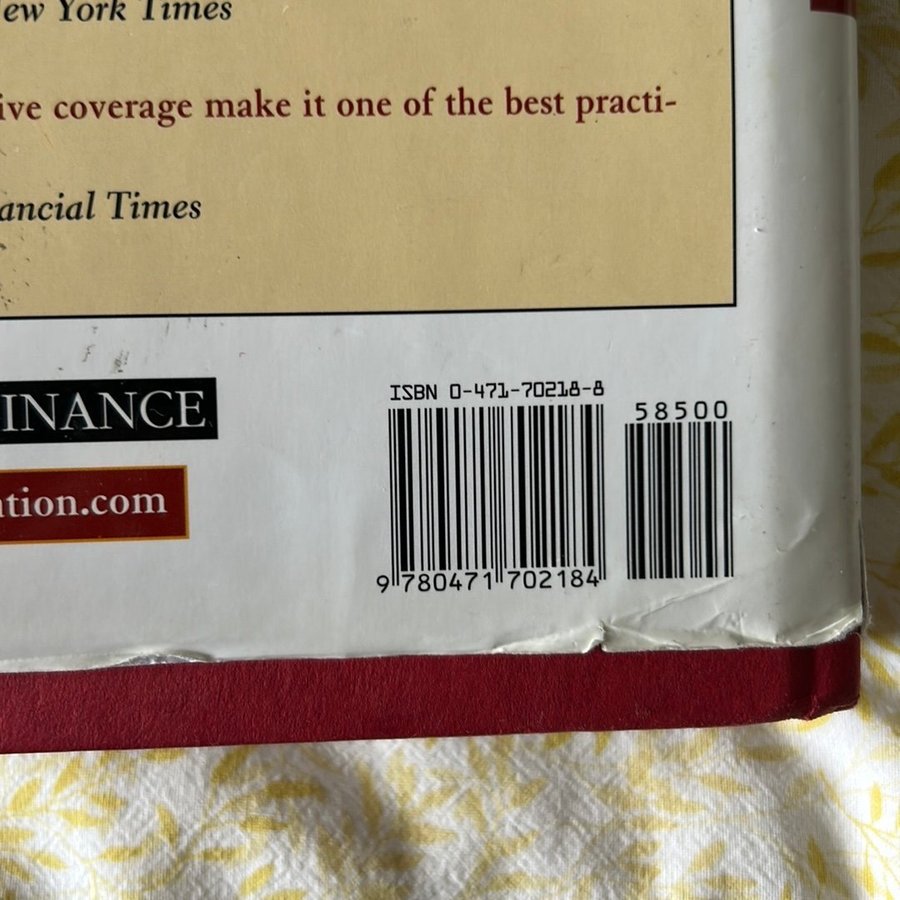 ew York Times
ive coverage make it one of the best practi-
ancial Times
INANCE
ation.com
ISBN 0-471-70218-8
58500
9 780471 702184